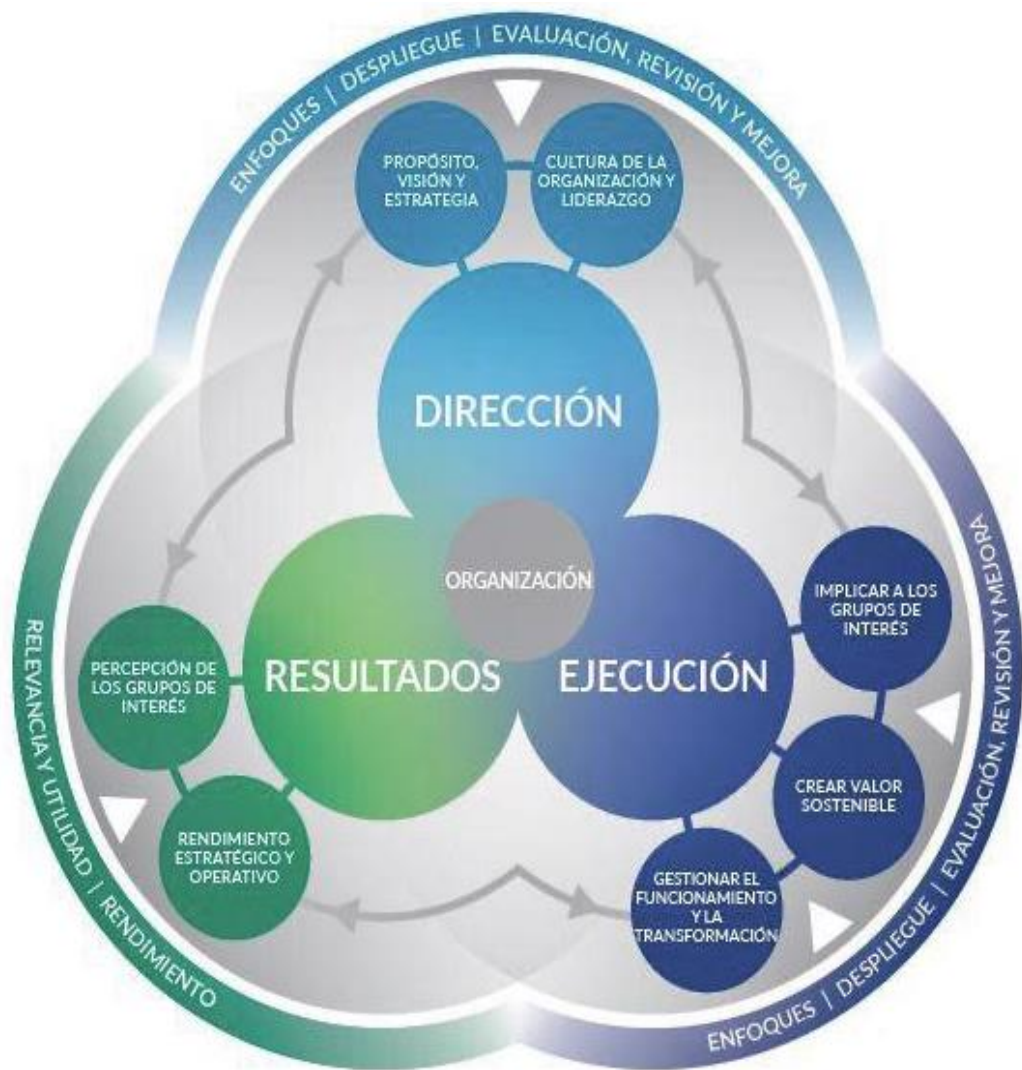 ENFOQUES | DESPLIEGUE | EVALUACIÓN, REVISIÓN Y MEJORA
PROPÓSITO,
VISIÓN Y
ESTRATEGIA
CULTURA DE LA
ORGANIZACIÓN Y
LIDERAZGO
DIRECCIÓN
ORGANIZACIÓN
RESULTADOS
EJECUCIÓN
IMPLICAR A LOS
GRUPOS DE
INTERÉS
CREAR VALOR
SOSTENIBLE
GESTIONAR EL
FUNCIONAMIENTO
Y LA
TRANSFORMACIÓN
ENFOQUES | DESPLIEGUE | EVALUACIÓN, REVISIÓN Y MEJORA
PERCEPCIÓN DE
LOS GRUPOS DE
INTERÉS
RENDIMIENTO
ESTRATÉGICO Y
OPERATIVO
RELEVANCIA Y UTILIDAD | RENDIMIENTO